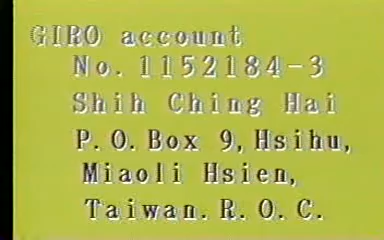 GIRO account
No. 1152184-3
Shih Ching Hai
P.O. Box 9, Hsihu,
Miaoli Hsien,
Taiwan. R.O.C.